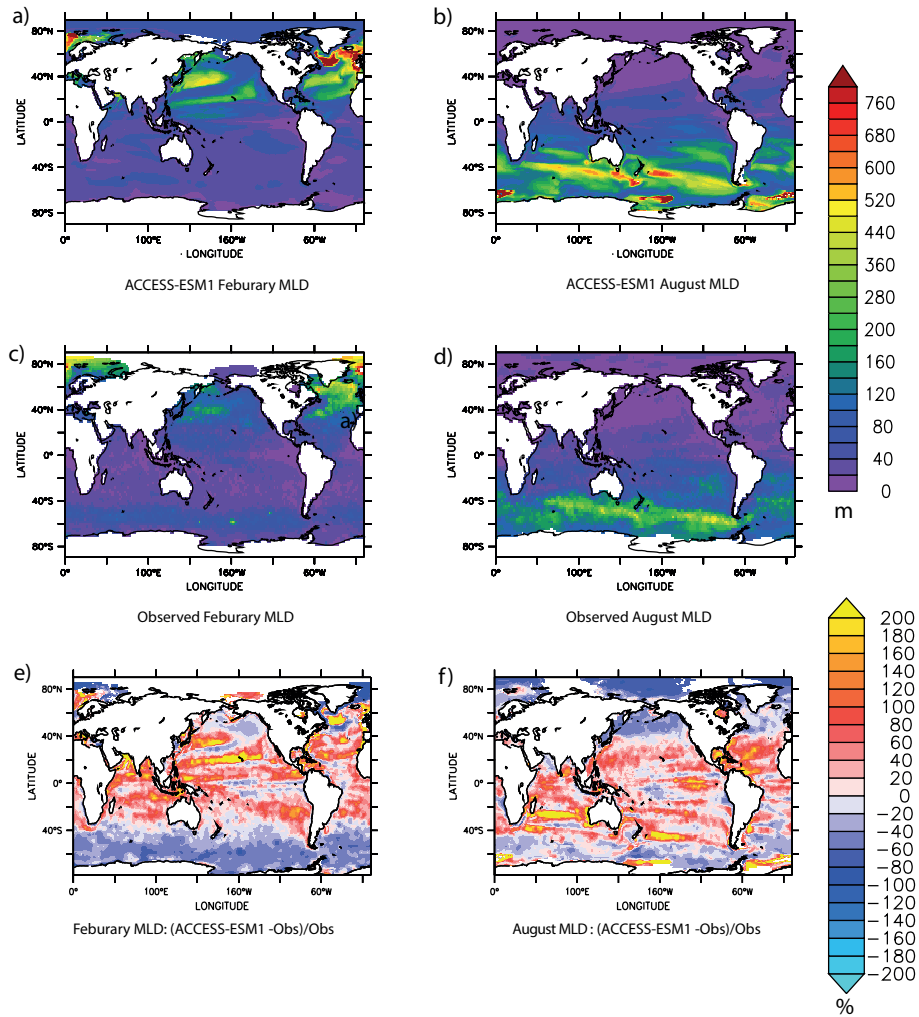 a)
80°N
40°N
0°
40°S
80°S
LATITUDE
0°
100°E
160°W
60°W
LONGITUDE
ACCESS-ESM1 Feburary MLD
b)
80°N
40°N
0°
40°S
80°S
LATITUDE
0°
100°E
160°W
60°W
LONGITUDE
ACCESS-ESM1 August MLD
760
680
600
520
440
360
280
200
160
120
80
40
0
m
c)
80°N
40°N
0°
40°S
80°S
LATITUDE
a
0°
100°E
160°W
60°W
LONGITUDE
Observed Feburary MLD
d)
80°N
40°N
0°
40°S
80°S
LATITUDE
0°
100°E
160°W
60°W
LONGITUDE
Observed August MLD
e)
80°N
40°N
0°
40°S
LATITUDE
0°
100°E
160°W
60°W
LONGITUDE
Feburary MLD: (ACCESS-ESM1 -Obs)/Obs
f)
80°N
40°N
0°
40°S
LATITUDE
0°
100°E
160°W
60°W
LONGITUDE
August MLD : (ACCESS-ESM1 -Obs)/Obs
200
180
160
140
120
100
80
60
40
20
0
−20
−40
−60
−80
−100
−120
−140
−160
−180
−200
%